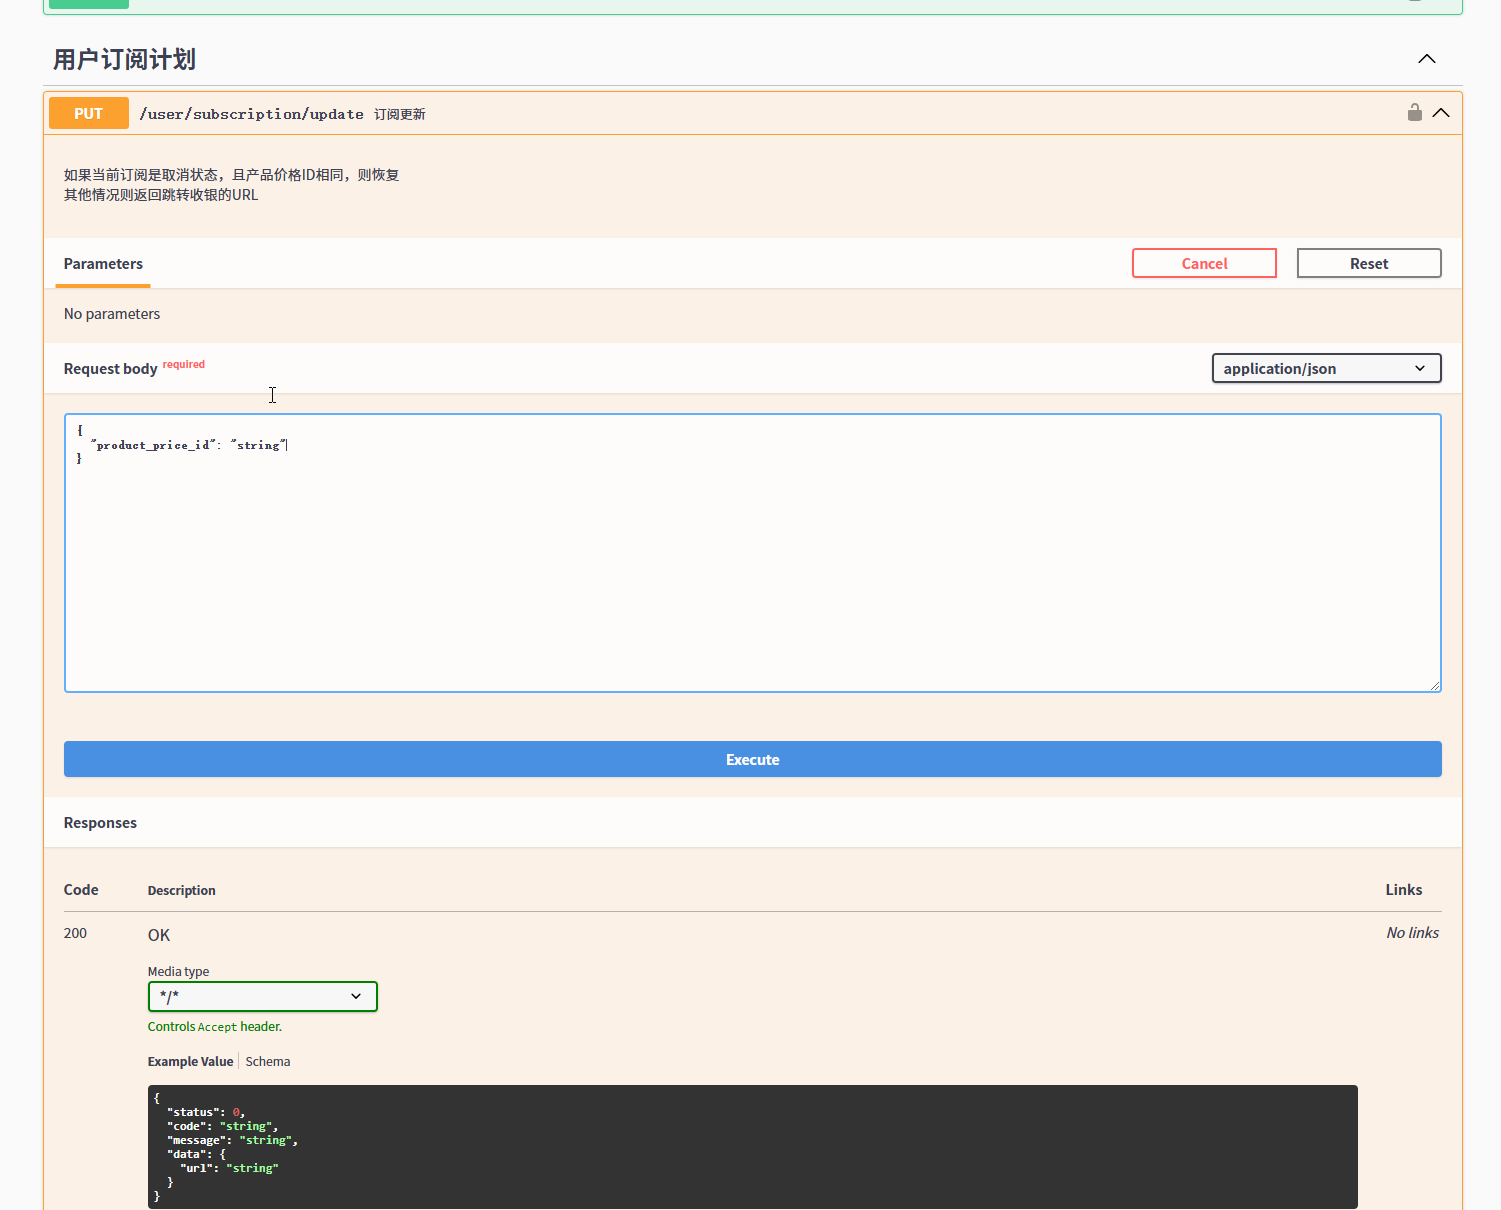 用户订阅计划
PUT /user/subscription/update 订阅更新
如果当前订阅是取消状态，且产品价格ID相同，则恢复
其他情况则返回跳转收银的URL
Parameters Cancel Reset
No parameters
Request body required application/json
{
"product_price_id": "string"
}
Execute
Responses
Code Description Links
200 OK No links
Media type
*/*
Controls Accept header.
Example Value Schema
{
"status": 0,
"code": "string",
"message": "string",
"data": {
"url": "string"
}
}